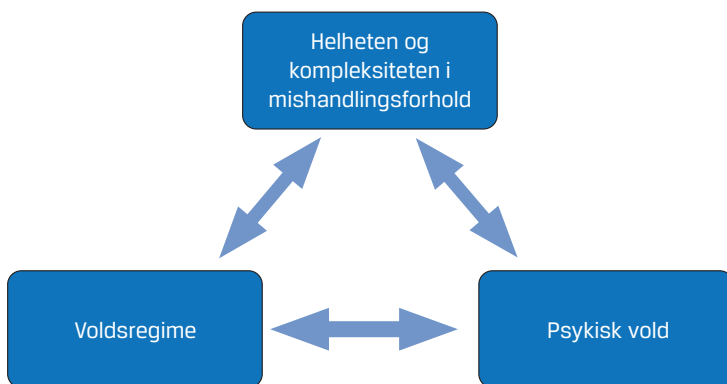 Helheten og
kompleksiteten i
mishandlingsforhold
Voldsregime
Psykisk vold